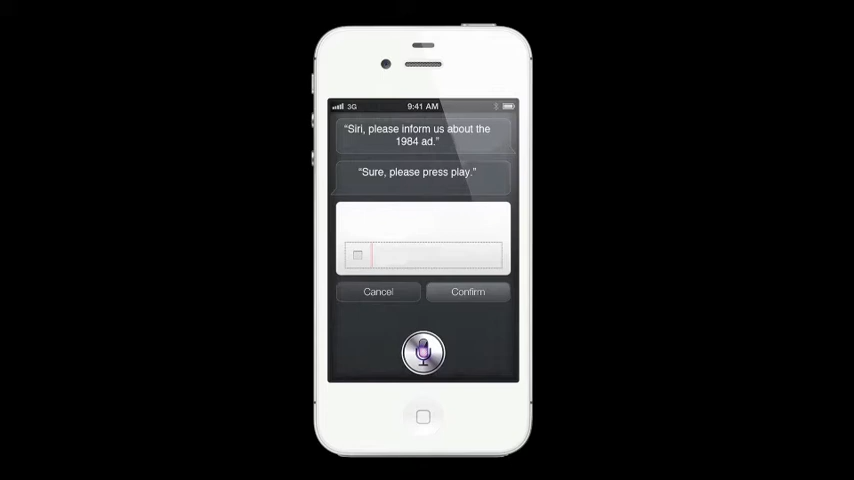 3G 9:41 AM
“Siri, please inform us about the
1984 ad.”
“Sure, please press play.”
Cancel Confirm